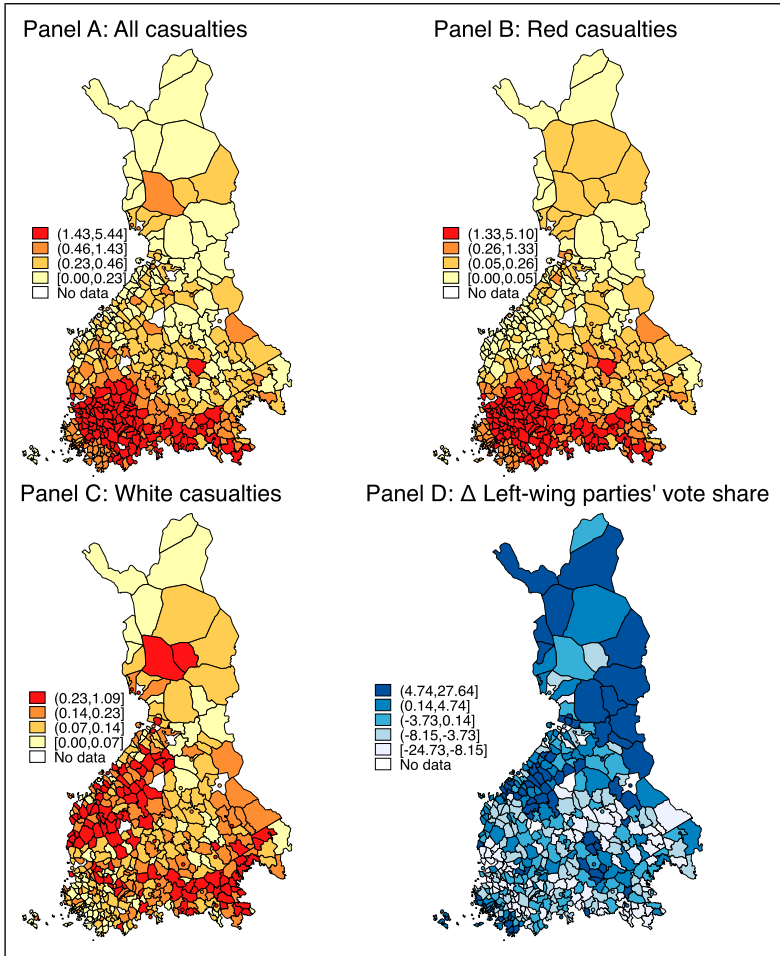 Panel A: All casualties
Panel B: Red casualties
(1.43,5.44]
(0.46,1.43]
(0.23,0.46]
[0.00,0.23]
No data
(1.33,5.10]
(0.26,1.33]
(0.05,0.26]
[0.00,0.05]
No data
Panel C: White casualties
Panel D: Δ Left-wing parties' vote share
(0.23,1.09]
(0.14,0.23]
(0.07,0.14]
[0.00,0.07]
No data
(4.74,27.64]
(0.14,4.74]
(-3.73,0.14]
(-8.15,-3.73]
[-24.73,-8.15]
No data